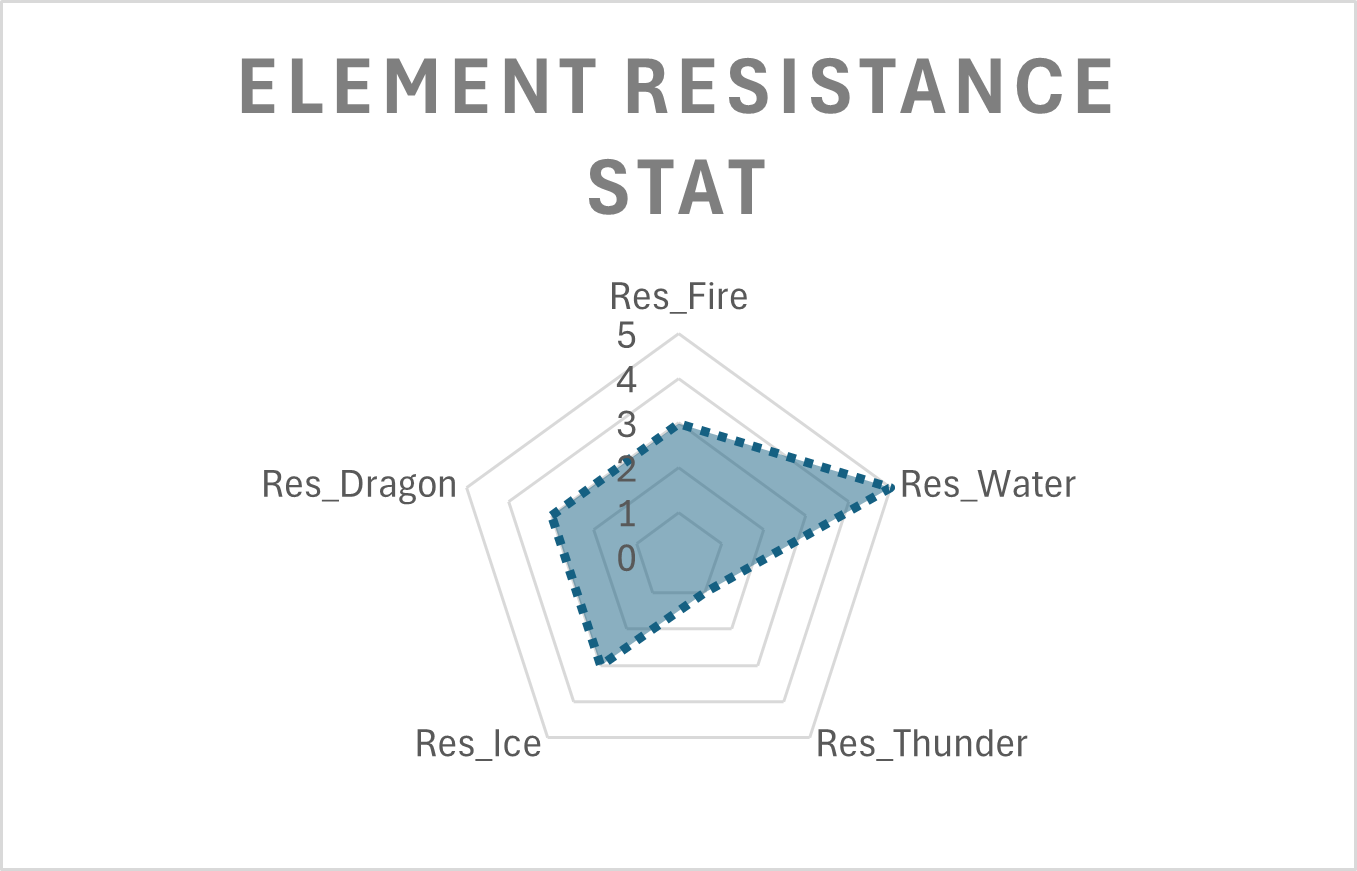 ELEMENT RESISTANCE
STAT
Res_Fire
5
4
3
2
1
0
Res_Dragon
Res_Water
Res_Ice
Res_Thunder